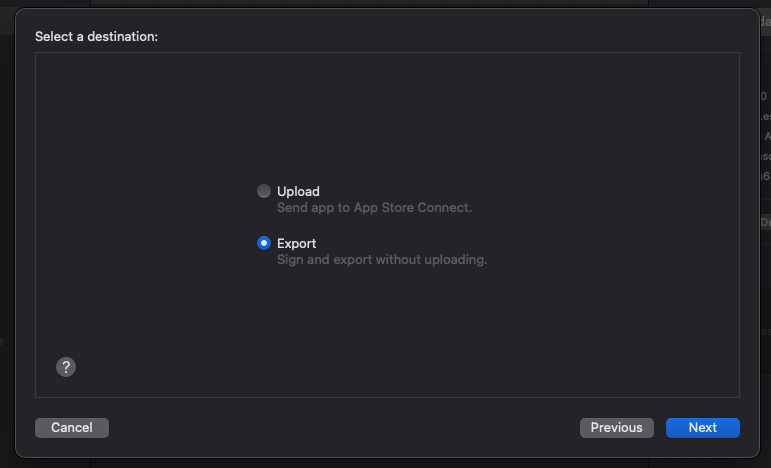 Select a destination:
Upload
Send app to App Store Connect.
Export
Sign and export without uploading.
?
Cancel
Previous
Next